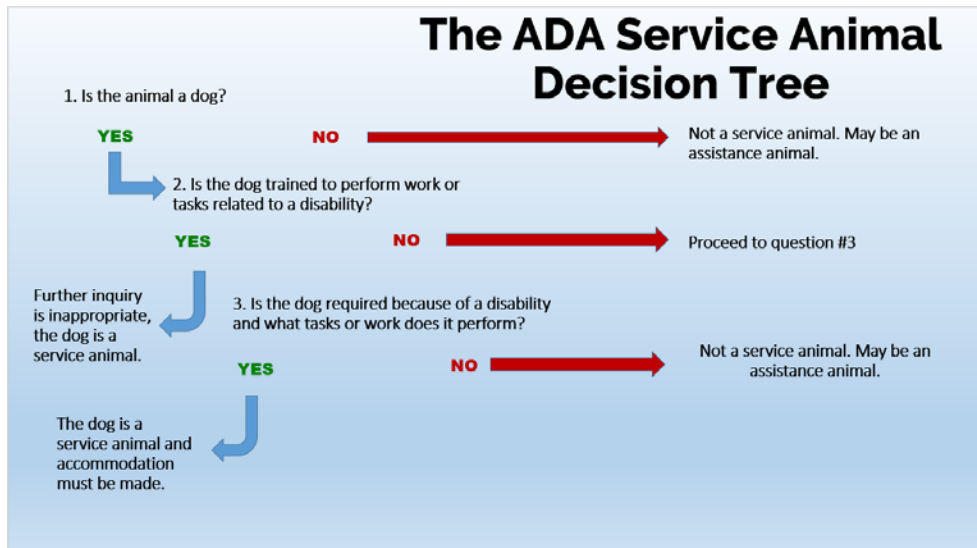 The ADA Service Animal
Decision Tree
1. Is the animal a dog?
YES
NO
Not a service animal. May be an
assistance animal.
2. Is the dog trained to perform work or
tasks related to a disability?
YES
NO
Proceed to question #3
Further inquiry
is inappropriate,
the dog is a
service animal.
3. Is the dog required because of a disability
and what tasks or work does it perform?
YES
NO
Not a service animal. May be an
assistance animal.
The dog is a
service animal and
accommodation
must be made.